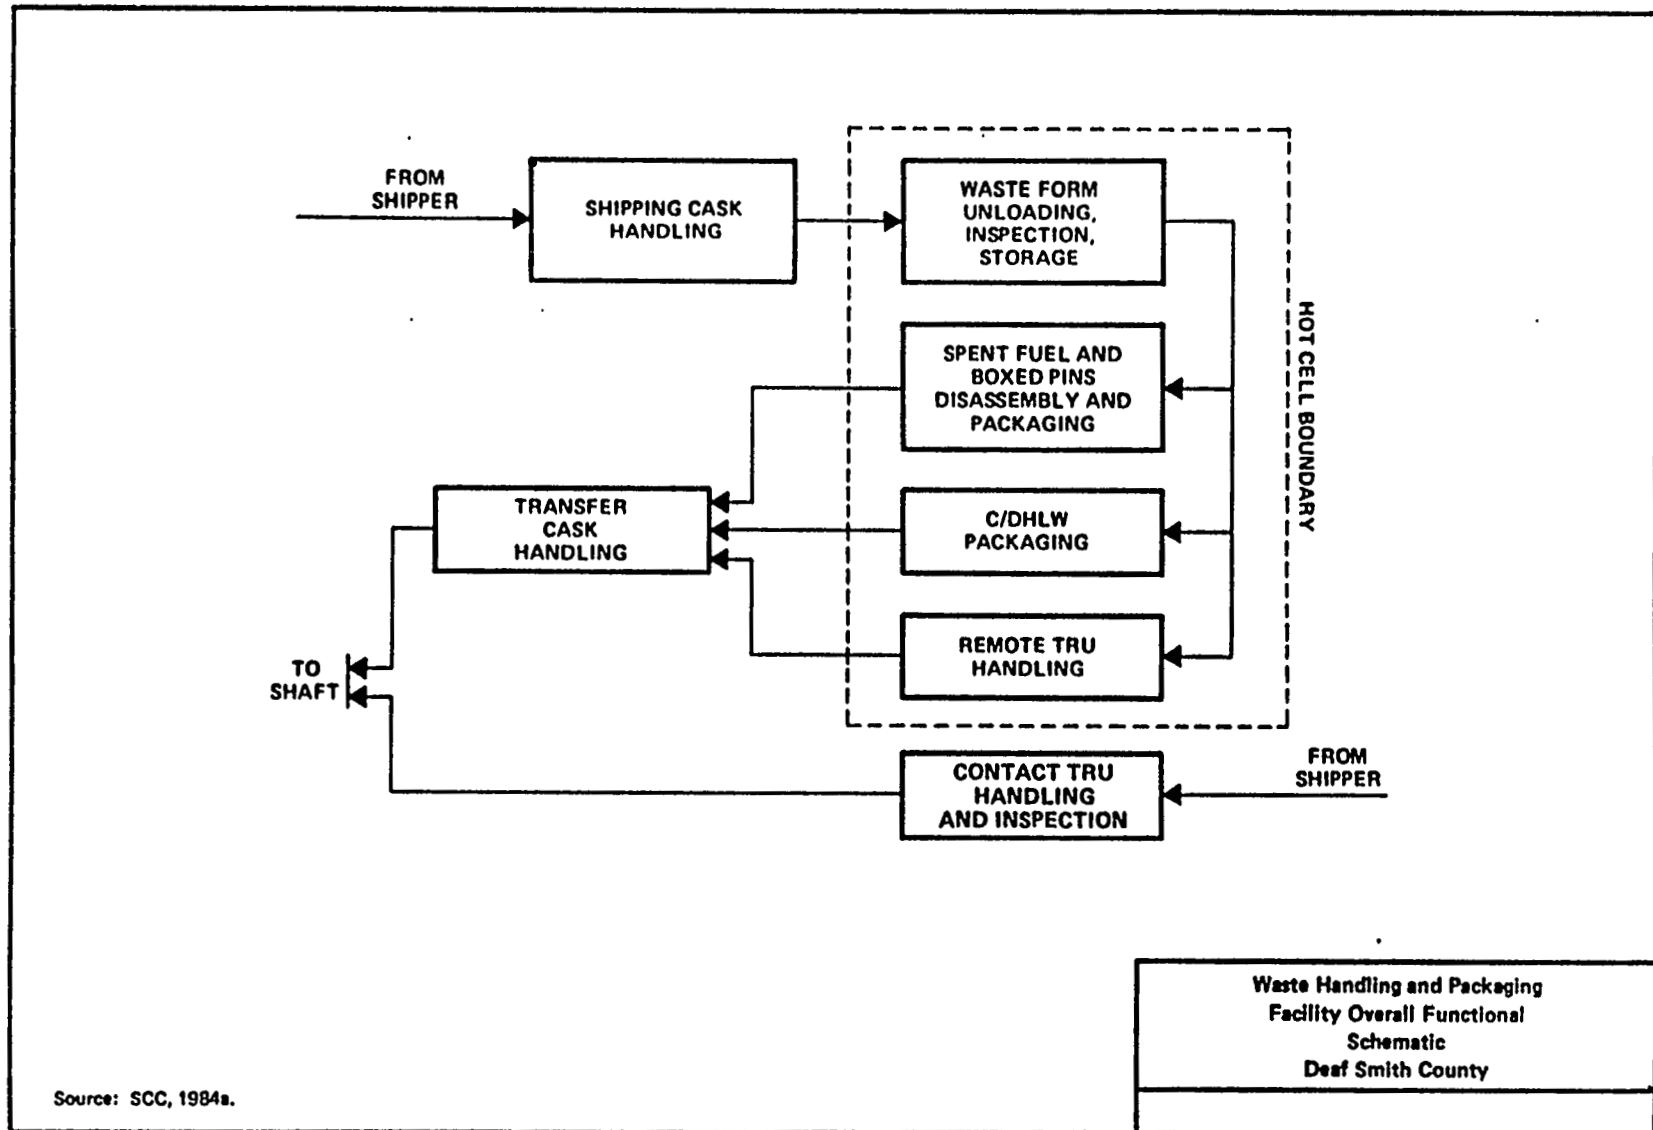 FROM
SHIPPER
SHIPPING CASK
HANDLING
WASTE FORM
UNLOADING,
INSPECTION,
STORAGE
SPENT FUEL AND
BOXED PINS
DISASSEMBLY AND
PACKAGING
HOT CELL BOUNDARY
TRANSFER
CASK
HANDLING
C/DHLW
PACKAGING
REMOTE TRU
HANDLING
TO
SHAFT
CONTACT TRU
HANDLING
AND INSPECTION
FROM
SHIPPER
Waste Handling and Packaging
Facility Overall Functional
Schematic
Deaf Smith County
Source: SCC, 1984a.